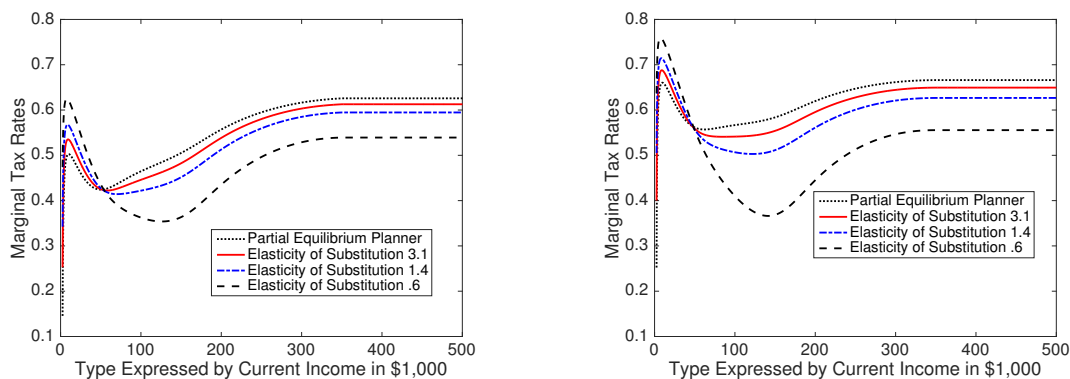 0.8
0.7
0.6
0.5
0.4
0.3
0.2
0.1
Marginal Tax Rates
Partial Equilibrium Planner
Elasticity of Substitution 3.1
Elasticity of Substitution 1.4
Elasticity of Substitution .6
0 100 200 300 400 500
Type Expressed by Current Income in $1,000
0.8
0.7
0.6
0.5
0.4
0.3
0.2
0.1
Marginal Tax Rates
Partial Equilibrium Planner
Elasticity of Substitution 3.1
Elasticity of Substitution 1.4
Elasticity of Substitution .6
0 100 200 300 400 500
Type Expressed by Current Income in $1,000